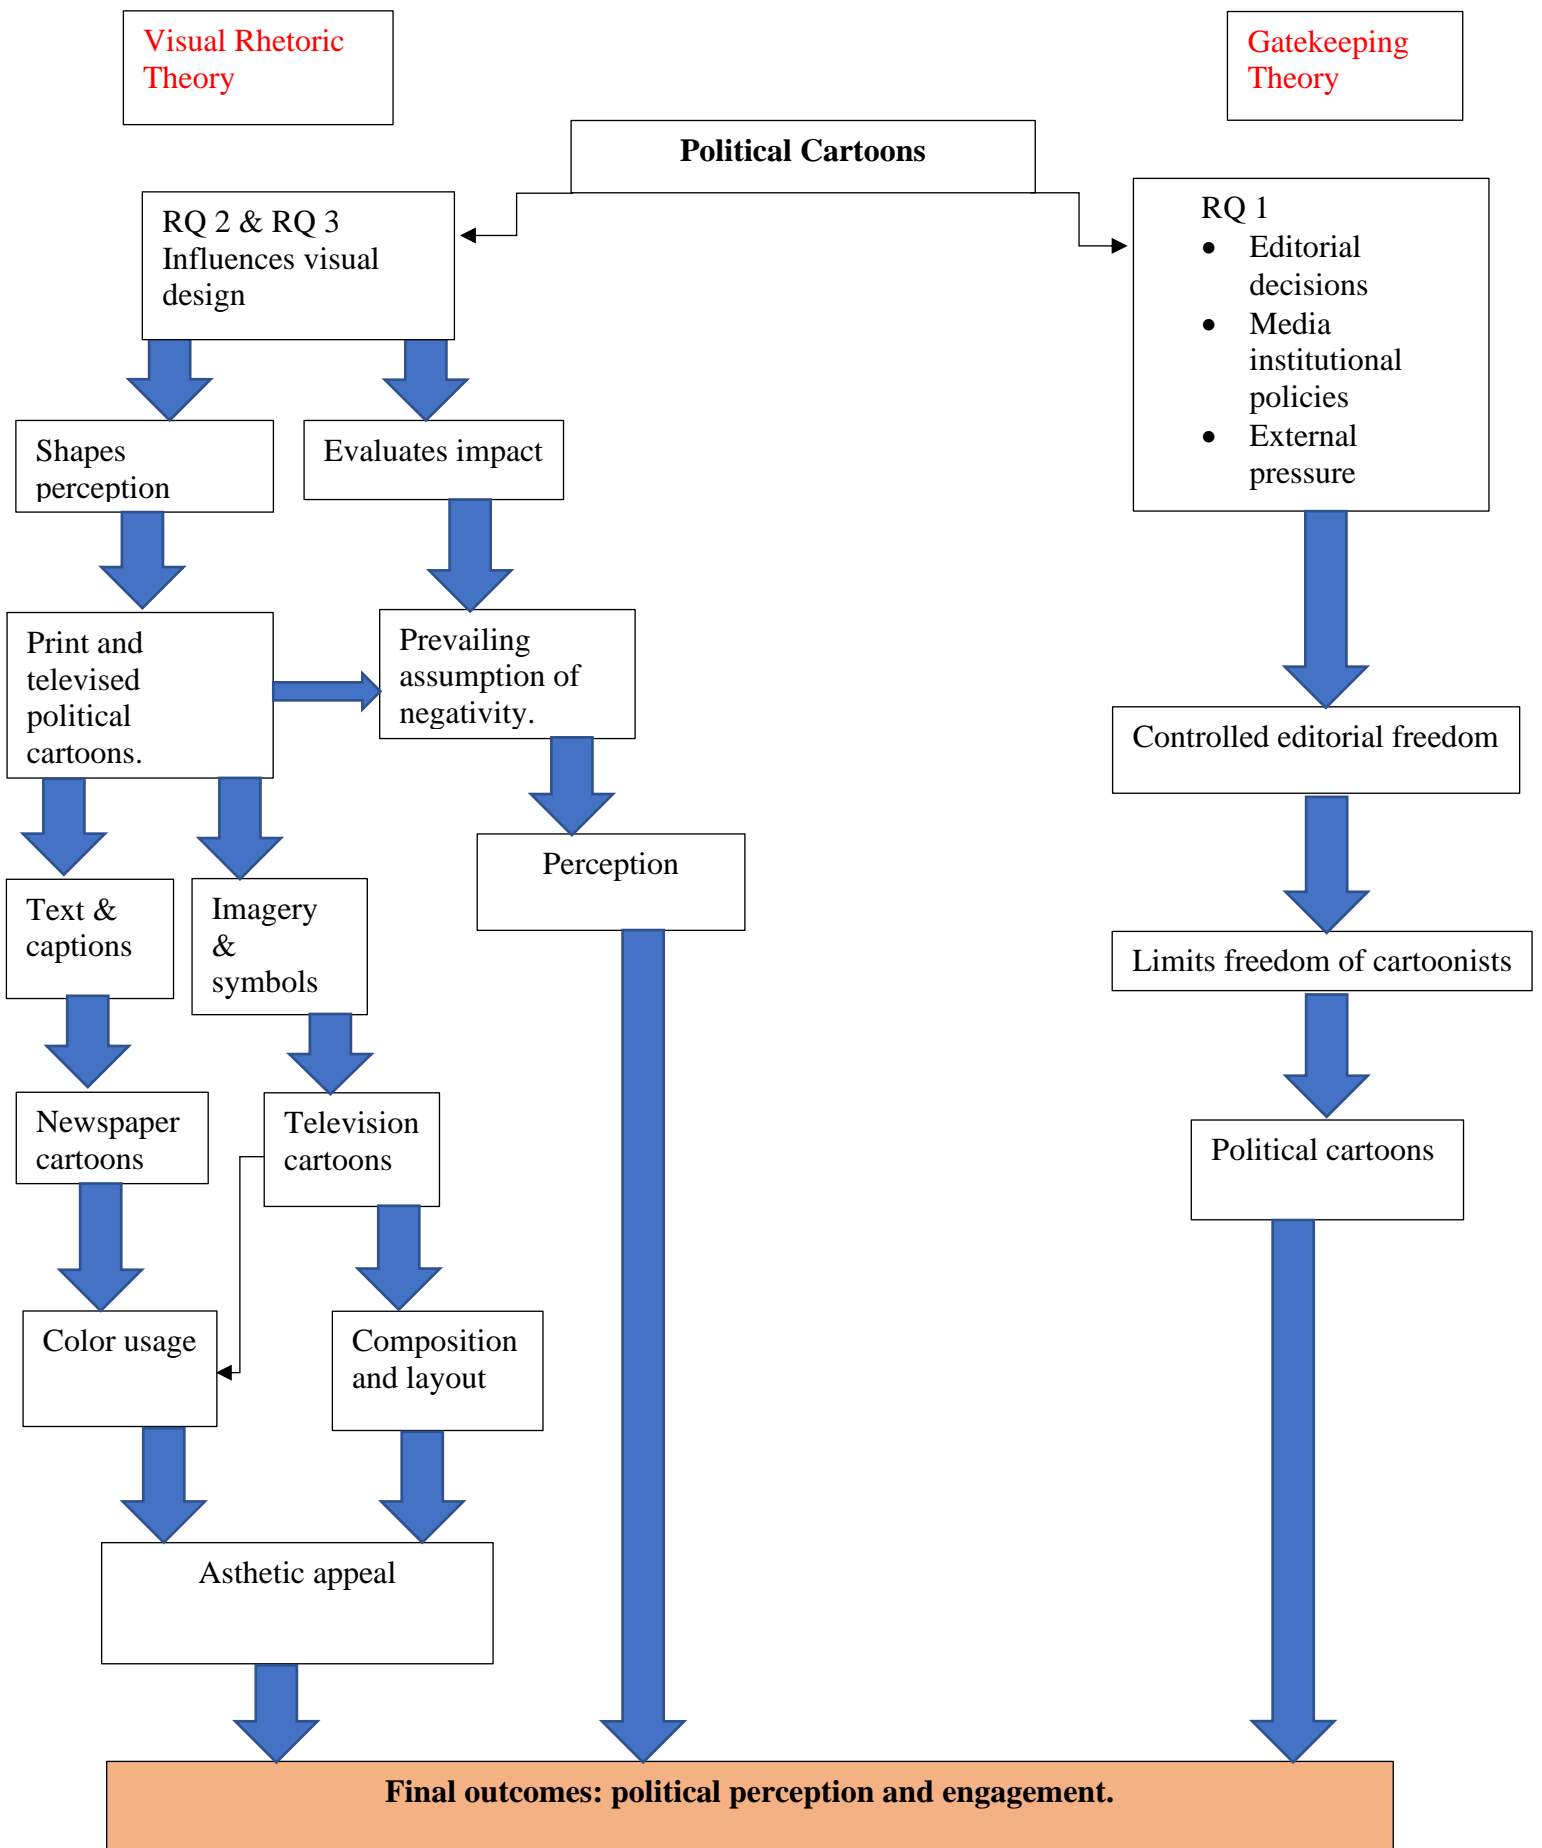 Visual Rhetoric
Theory
Gatekeeping
Theory
Political Cartoons
RQ 2 & RQ 3
Influences visual
design
RQ 1
• Editorial
decisions
• Media
institutional
policies
• External
pressure
Shapes
perception
Evaluates impact
Print and
televised
political
cartoons.
Prevailing
assumption of
negativity.
Controlled editorial freedom
Perception
Text &
captions
Imagery
&
symbols
Limits freedom of cartoonists
Newspaper
cartoons
Television
cartoons
Political cartoons
Color usage
Composition
and layout
Asthetic appeal
Final outcomes: political perception and engagement.